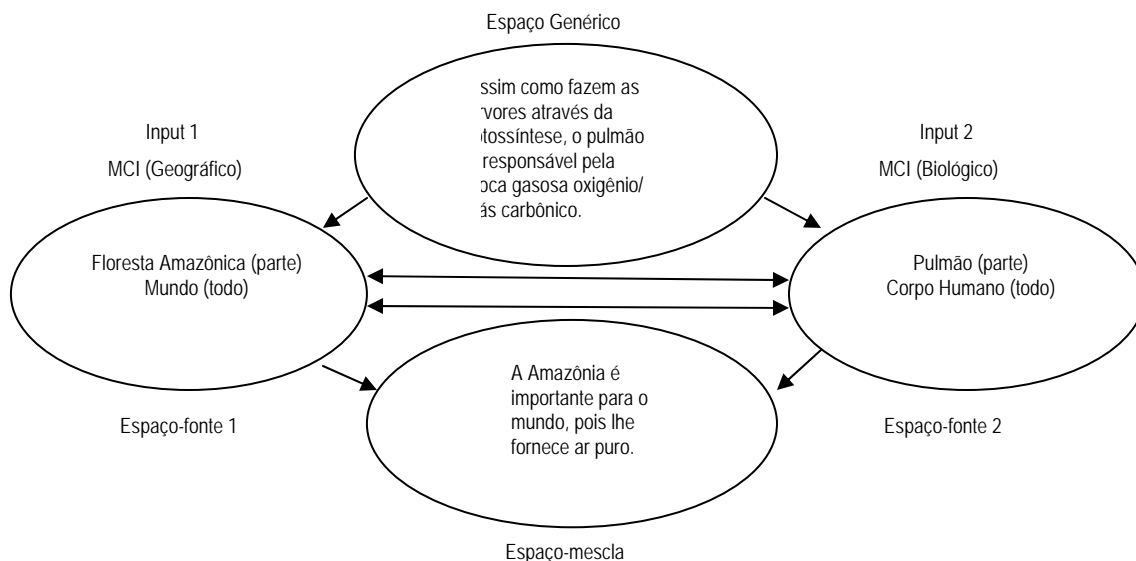 Espaço Genérico
ssim como fazem as
rvores através da
tossíntese, o pulmão
responsável pela
oca gasosa oxigênio/
ás carbônico.
Input 1
MCI (Geográfico)
Input 2
MCI (Biológico)
Floresta Amazônica (parte)
Mundo (todo)
Pulmão (parte)
Corpo Humano (todo)
A Amazônia é
importante para o
mundo, pois lhe
fornece ar puro.
Espaço-fonte 1
Espaço-fonte 2
Espaço-mescla